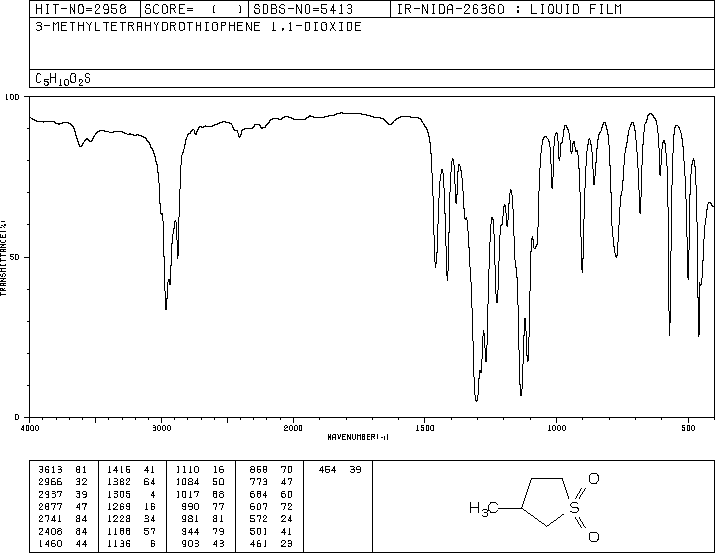 HIT-NO=2958 SCORE= ( ) SDBS-NO=5413 IR-NIDA-26360 : LIQUID FILM
3-METHYLTETRAHYDROTHIOPHENE 1,1-DIOXIDE
C5H10O2S
100
50
0
TRANSMITTANCE(%)
4000 3000 2000 1500 1000 500
WAVENUMBER(-1)
3613 81 1416 41 1110 16 868 70 454 39
2966 32 1382 64 1084 50 773 47
2937 39 1305 4 1017 68 684 60
2877 47 1269 16 990 77 607 72
2741 84 1228 34 981 81 572 24
2408 84 1188 57 944 79 501 41
1460 44 1136 6 903 43 461 23
O
H3C S
O